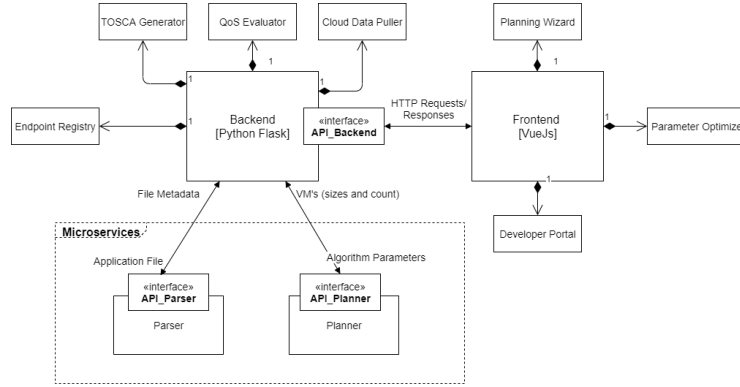 TOSCA Generator
QoS Evaluator
Cloud Data Puller
Planning Wizard
1
1
1
1
1
1
1
1
Endpoint Registry
Backend
[Python Flask]
«interface»
API_Backend
HTTP Requests/
Responses
Frontend
[VueJs]
Parameter Optimize
File Metadata
VM's (sizes and count)
Developer Portal
Microservices
Application File
Algorithm Parameters
«interface»
API_Parser
Parser
«interface»
API_Planner
Planner